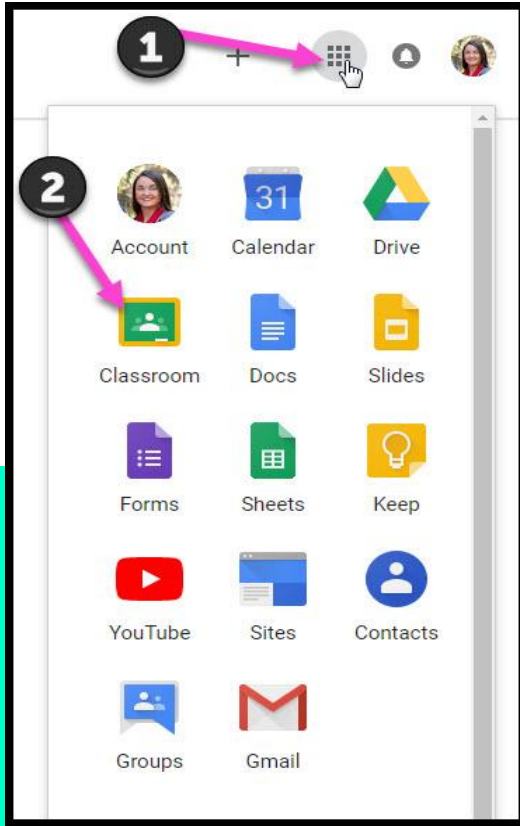 1
2
31
Account Calendar Drive
Classroom Docs Slides
Forms Sheets Keep
YouTube Sites Contacts
Groups Gmail